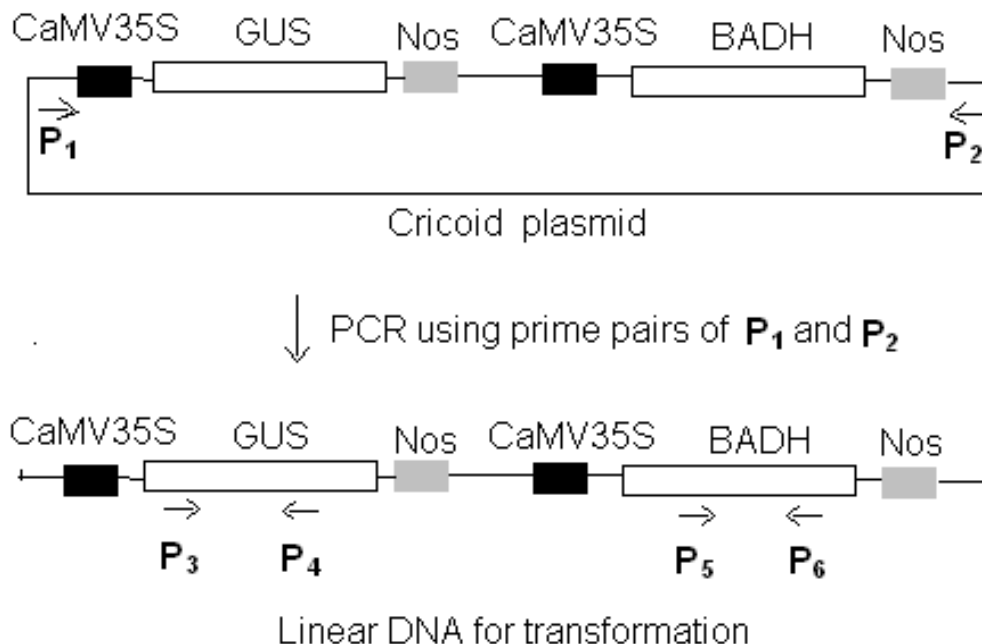 CaMV35S GUS Nos CaMV35S BADH Nos
P1 P2
Cricoid plasmid
PCR using prime pairs of P1 and P2
CaMV35S GUS Nos CaMV35S BADH Nos
P3 P4 P5 P6
Linear DNA for transformation